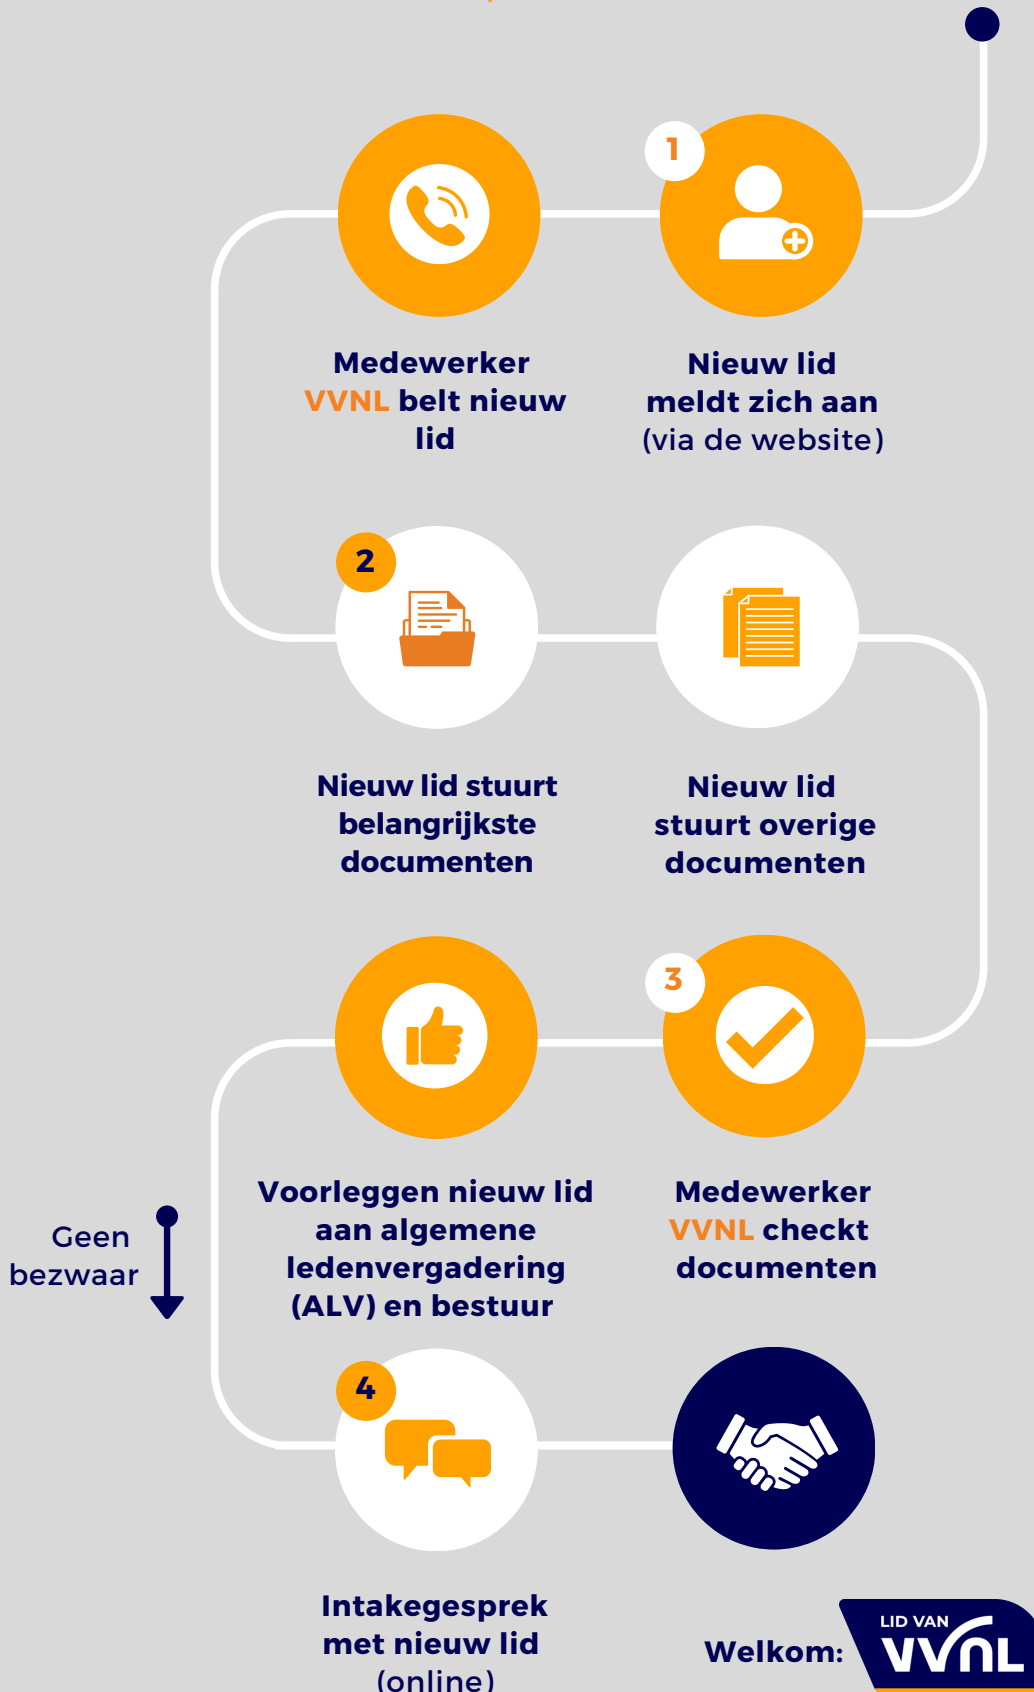 1
Nieuw lid
meldt zich aan
(via de website)
Medewerker
VVNL belt nieuw
lid
2
Nieuw lid stuurt
belangrijkste
documenten
Nieuw lid
stuurt overige
documenten
3
Medewerker
VVNL checkt
documenten
Voorleggen nieuw lid
aan algemene
ledenvergadering
(ALV) en bestuur
Geen
bezwaar
4
Intakegesprek
met nieuw lid
(online)
Welkom:
LID VAN
VVNL